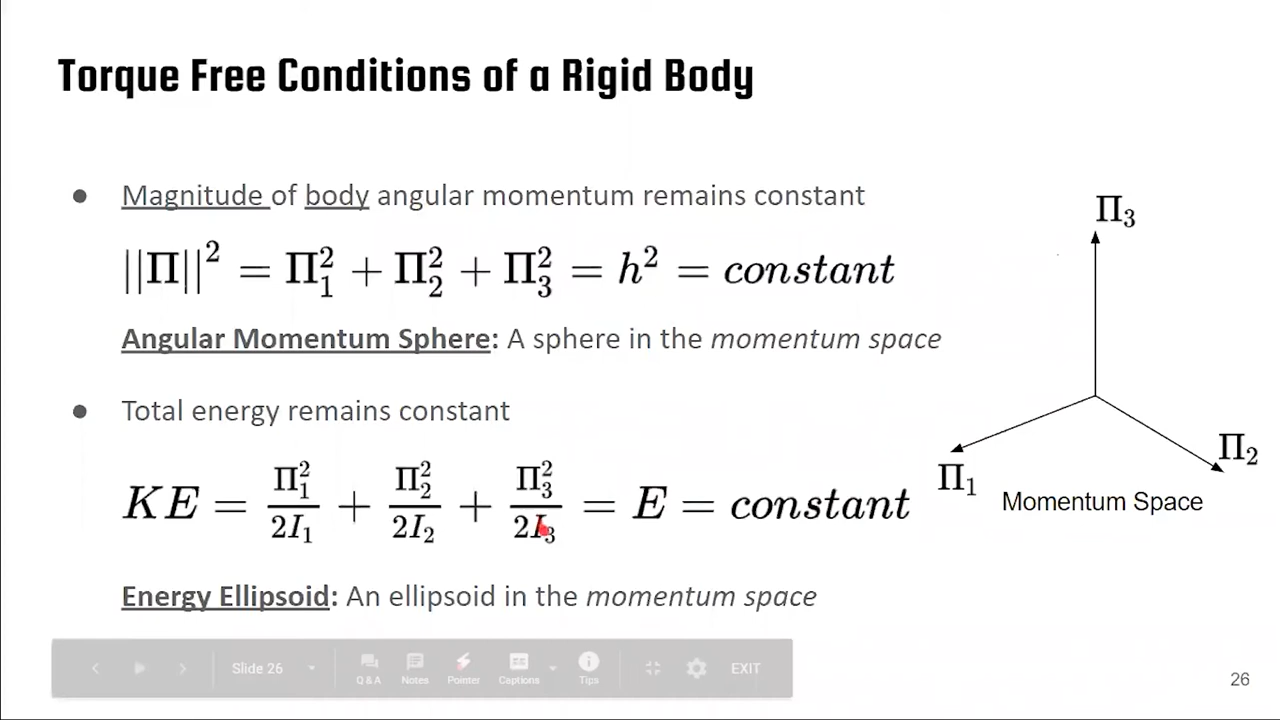 Torque Free Conditions of a Rigid Body
● Magnitude of body angular momentum remains constant
||Π||² = Π₁² + Π₂² + Π₃² = h² = constant
Angular Momentum Sphere: A sphere in the momentum space
● Total energy remains constant
KE = Π₁²/2I₁ + Π₂²/2I₂ + Π₃²/2I₃ = E = constant
Energy Ellipsoid: An ellipsoid in the momentum space
Π₃
Π₂
Π₁
Momentum Space
Slide 26
Q & A
Notes
Pointer
Captions
Tips
EXIT
26